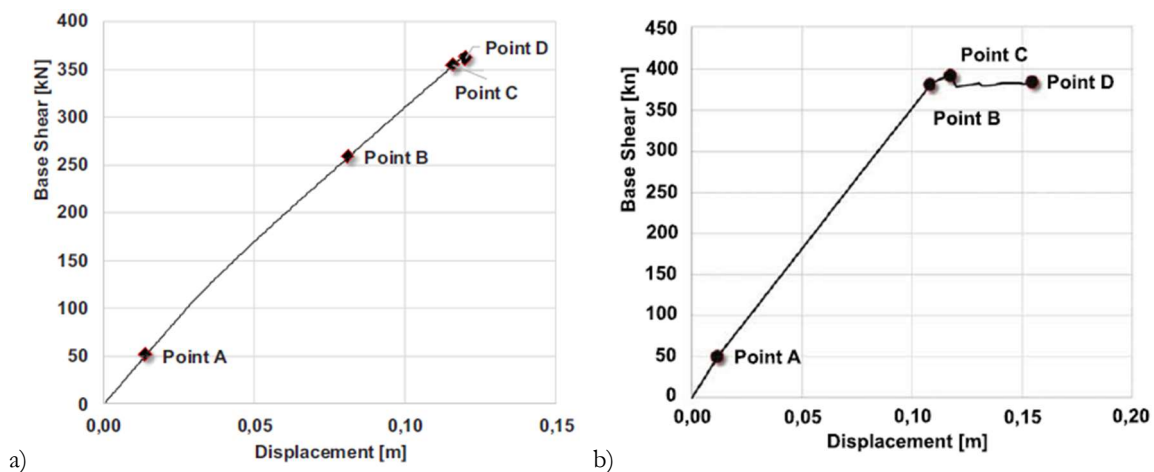 400
350
300
250
200
150
100
50
0
Base Shear [kN]
Point D
Point C
Point B
Point A
0,00
0,05
0,10
0,15
Displacement [m]
a)
450
400
350
300
250
200
150
100
50
0
Base Shear [kn]
Point C
Point D
Point B
Point A
0,00
0,05
0,10
0,15
0,20
Displacement [m]
b)